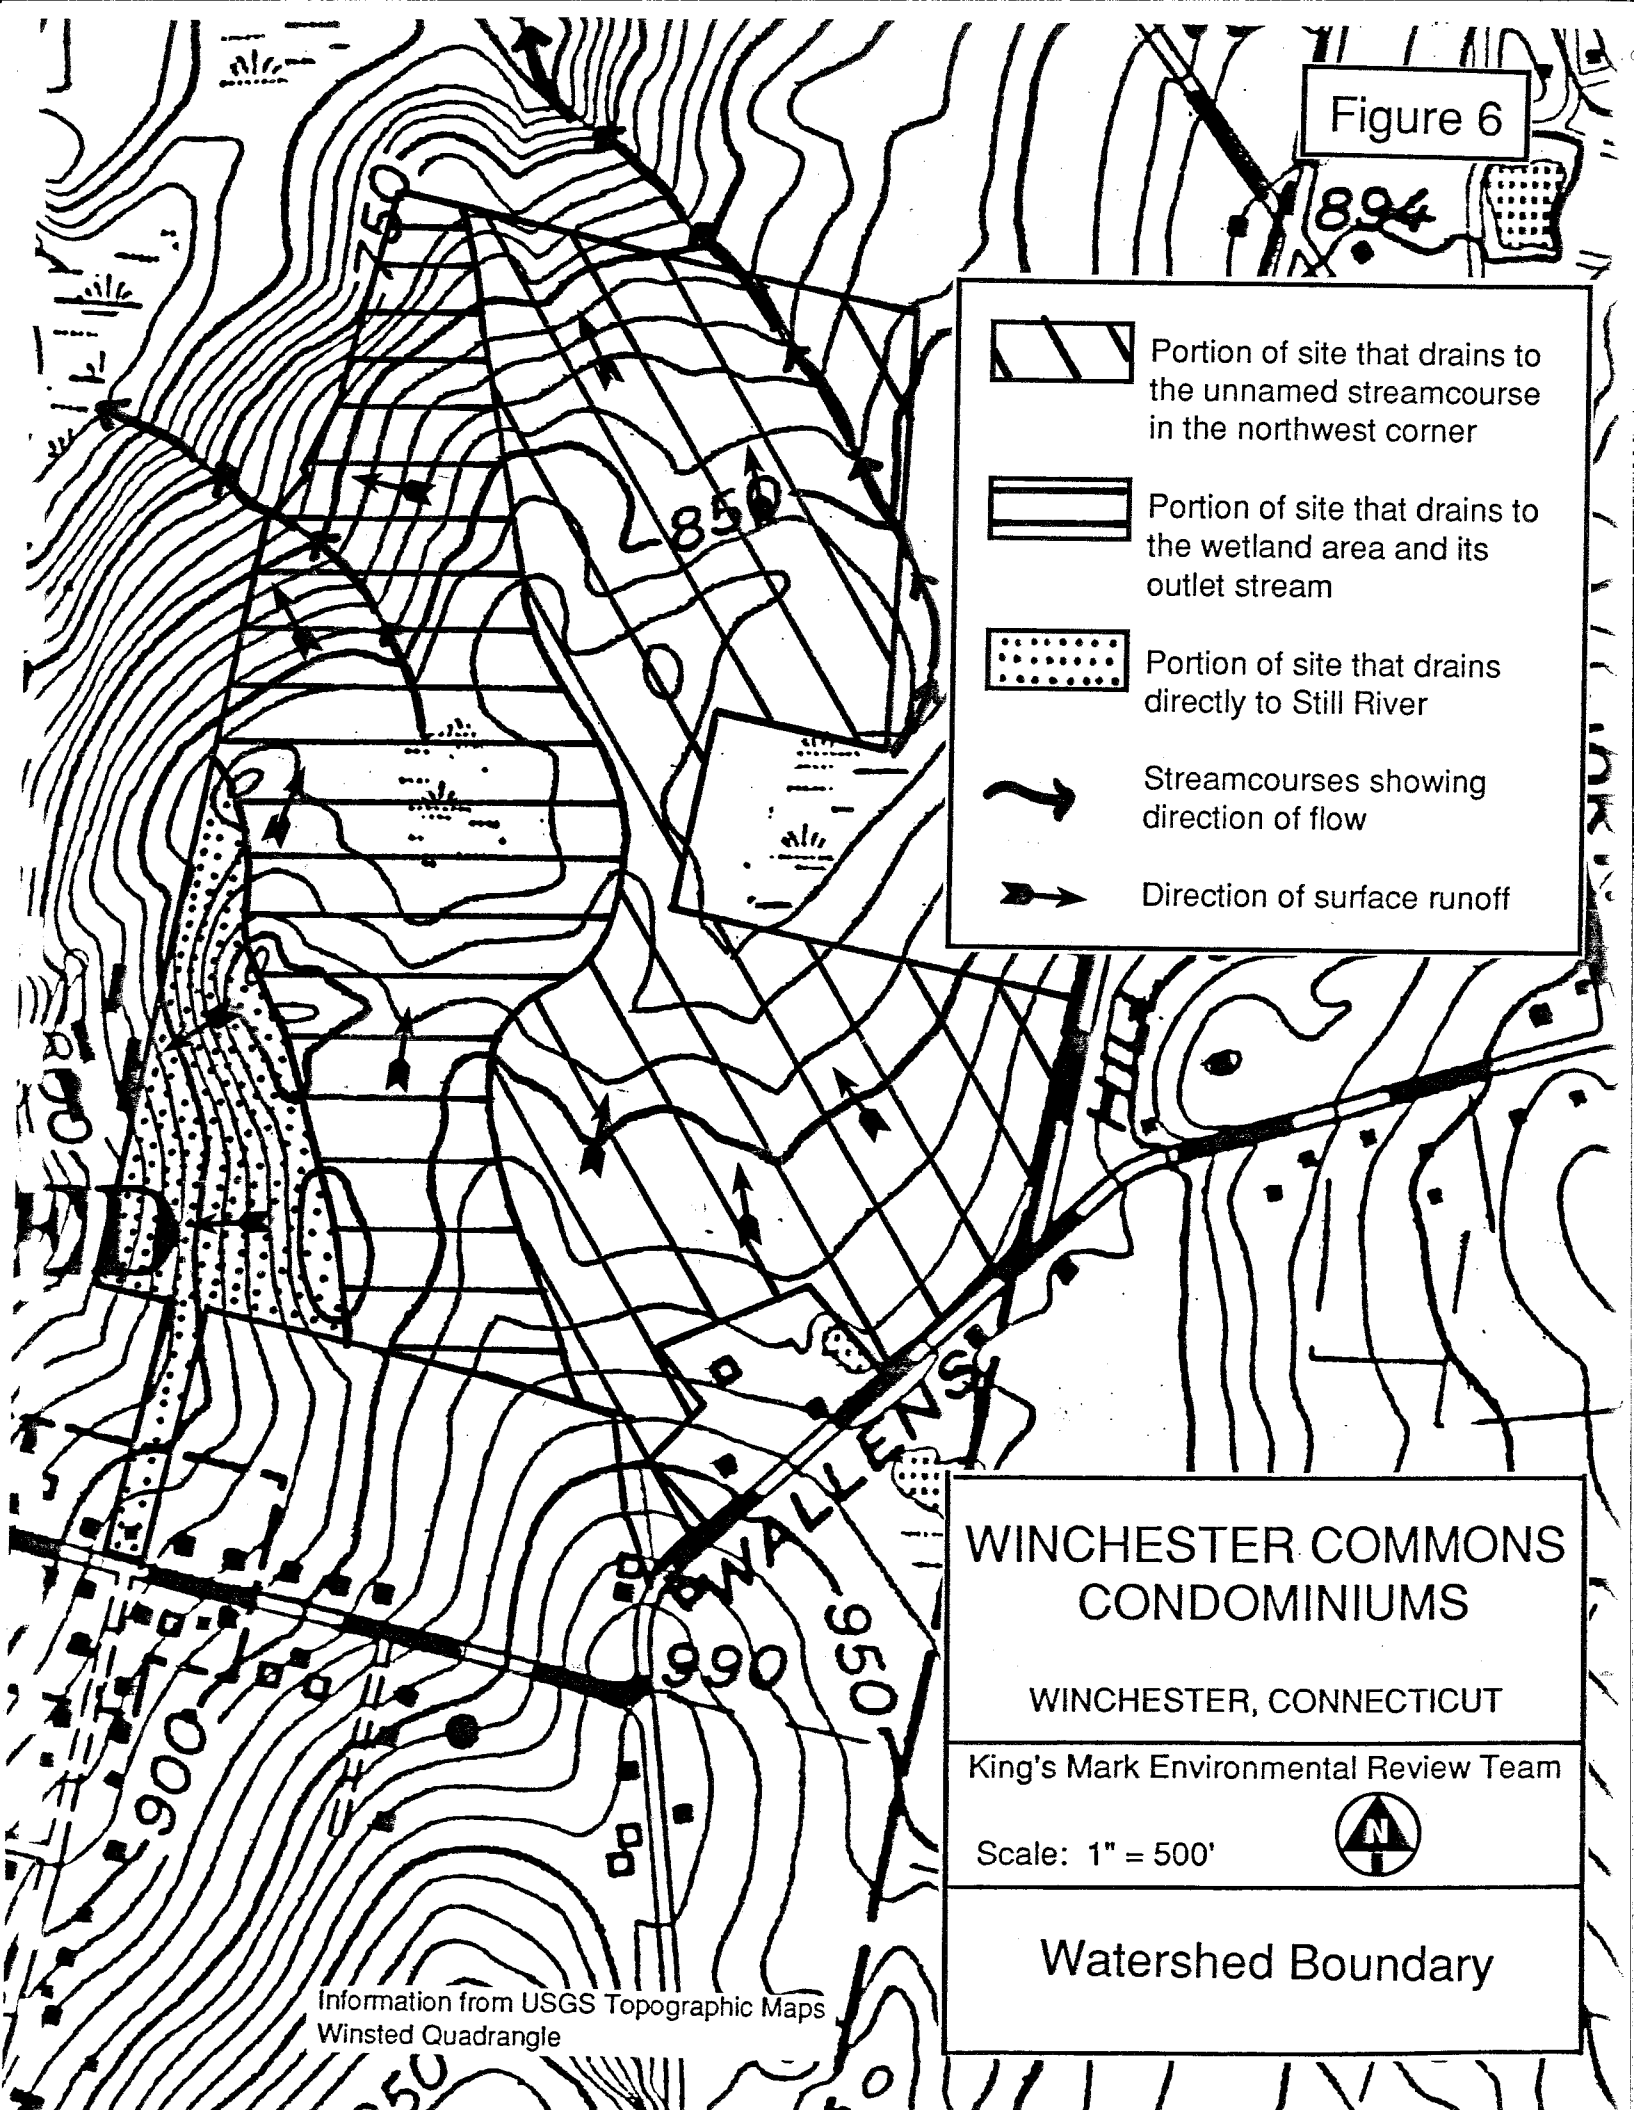 Figure 6
894
750
Portion of site that drains to
the unnamed streamcourse
in the northwest corner
Portion of site that drains to
the wetland area and its
outlet stream
850
Portion of site that drains
directly to Still River
Streamcourses showing
direction of flow
Direction of surface runoff
HILL
WALLENS
990
950
900
WINCHESTER COMMONS
CONDOMINIUMS
WINCHESTER, CONNECTICUT
King's Mark Environmental Review Team
Scale: 1" = 500'
N
Watershed Boundary
Information from USGS Topographic Maps
Winsted Quadrangle